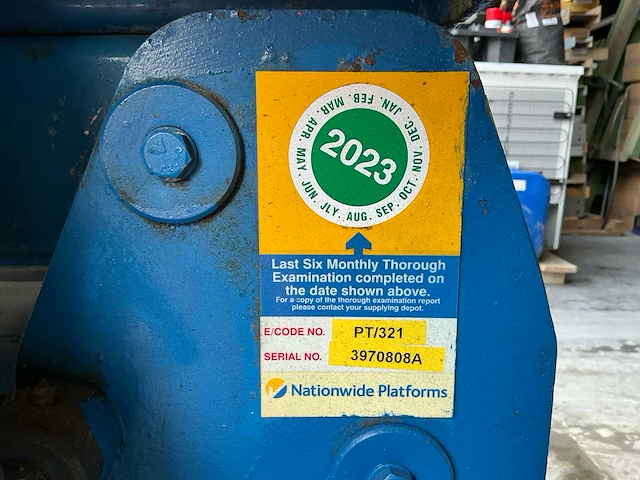 JAN. FEB. MAR. APR. MAY. JUN. JLY. AUG. SEP. OCT. NOV. DEC.
2023
Last Six Monthly Thorough
Examination completed on
the date shown above.
For a copy of the thorough examination report
please contact your supplying depot.
E/CODE NO. PT/321
SERIAL NO. 3970808A
Nationwide Platforms